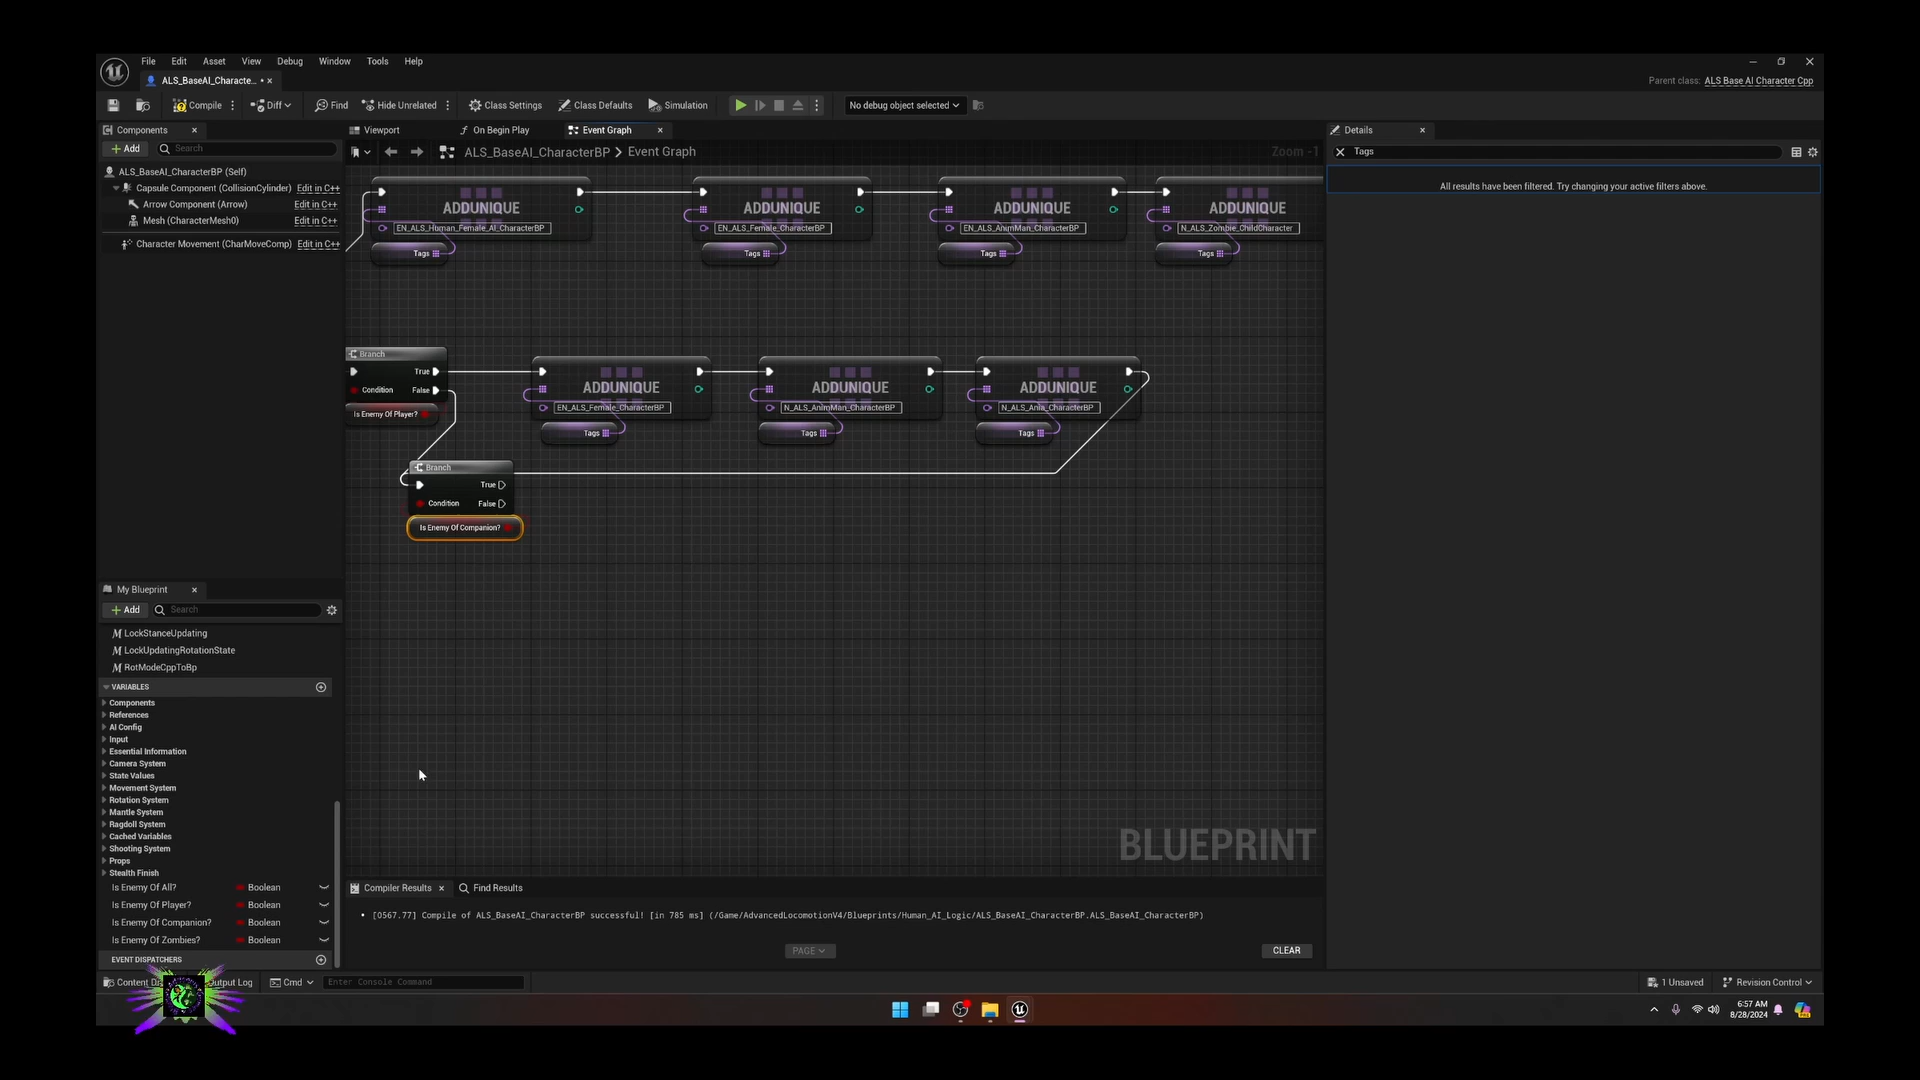 File Edit Asset View Debug Window Tools Help
ALS_BaseAI_Characte... •
Parent class: ALS Base AI Character Cpp
Compile Diff Find Hide Unrelated Class Settings Class Defaults Simulation No debug object selected
Components
Viewport On Begin Play Event Graph
Details
Add Search
ALS_BaseAI_CharacterBP > Event Graph
Zoom -1
Tags
ALS_BaseAI_CharacterBP (Self)
All results have been filtered. Try changing your active filters above.
Capsule Component (CollisionCylinder) Edit in C++
Arrow Component (Arrow) Edit in C++
Mesh (CharacterMesh0) Edit in C++
Character Movement (CharMoveComp) Edit in C++
ADDUNIQUE ADDUNIQUE ADDUNIQUE ADDUNIQUE
EN_ALS_Human_Female_AI_CharacterBP EN_ALS_Female_CharacterBP EN_ALS_AnimMan_CharacterBP N_ALS_Zombie_ChildCharacter
Tags Tags Tags Tags
Branch
True
Condition False
Is Enemy Of Player?
ADDUNIQUE ADDUNIQUE ADDUNIQUE
EN_ALS_Female_CharacterBP N_ALS_AnimMan_CharacterBP N_ALS_Ania_CharacterBP
Tags Tags Tags
Branch
True
Condition False
Is Enemy Of Companion?
My Blueprint
Add Search
LockStanceUpdating
LockUpdatingRotationState
RotModeCppToBp
VARIABLES
Components
References
AI Config
Input
Essential Information
Camera System
State Values
Movement System
Rotation System
Mantle System
Ragdoll System
Cached Variables
Shooting System
Props
Stealth Finish
Is Enemy Of All? Boolean
Is Enemy Of Player? Boolean
Is Enemy Of Companion? Boolean
Is Enemy Of Zombies? Boolean
EVENT DISPATCHERS
BLUEPRINT
Compiler Results Find Results
[0567.77] Compile of ALS_BaseAI_CharacterBP successful! [in 785 ms] (/Game/AdvancedLocomotionV4/Blueprints/Human_AI_Logic/ALS_BaseAI_CharacterBP.ALS_BaseAI_CharacterBP)
PAGE CLEAR
Content Log Cmd Enter Console Command 1 Unsaved Revision Control
6:57 AM
8/28/2024